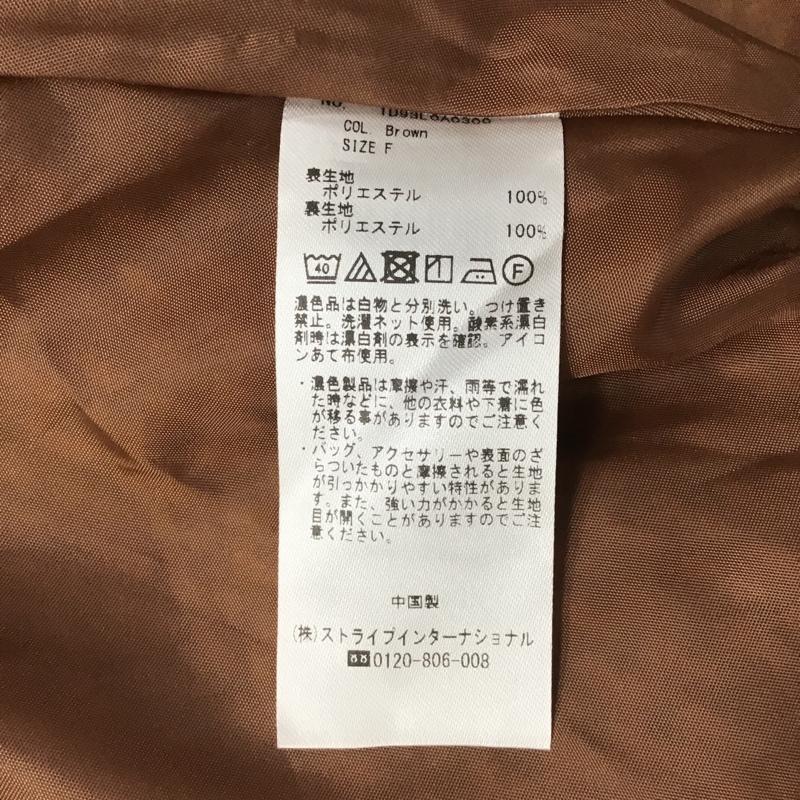 COL. Brown
SIZE F
表生地
ポリエステル 100%
裏生地
ポリエステル 100%
40 F
濃色品は白物と分別洗い。つけ置き
禁止。洗濯ネット使用。酸素系漂白
剤時は漂白剤の表示を確認。アイロ
ンあて布使用。
・濃色製品は摩擦や汗、雨等で濡れ
た時などに、他の衣料や下着に色
が移る事がありますのでご注意く
ださい。
・バッグ、アクセサリーや表面のざ
らついたものと摩擦されると生地
が引っかかりやすい特性がありま
す。また、強い力がかかると生地
目が開くことがありますのでご注
意ください。
中国製
(株)ストライプインターナショナル
0120-806-008